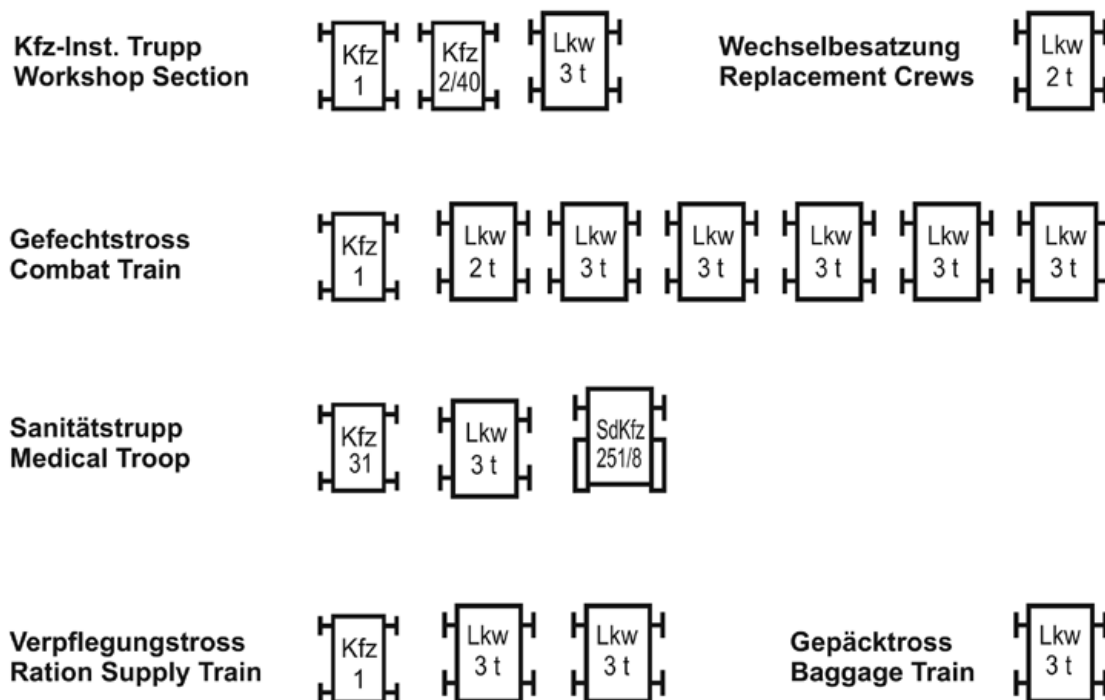 Kfz-Inst. Trupp
Workshop Section
Kfz
1
Kfz
2/40
Lkw
3 t
Wechselbesatzung
Replacement Crews
Lkw
2 t
Gefechtstross
Combat Train
Kfz
1
Lkw
2 t
Lkw
3 t
Lkw
3 t
Lkw
3 t
Lkw
3 t
Lkw
3 t
Sanitätstrupp
Medical Troop
Kfz
31
Lkw
3 t
SdKfz
251/8
Verpflegungstross
Ration Supply Train
Kfz
1
Lkw
3 t
Lkw
3 t
Gepäcktross
Baggage Train
Lkw
3 t